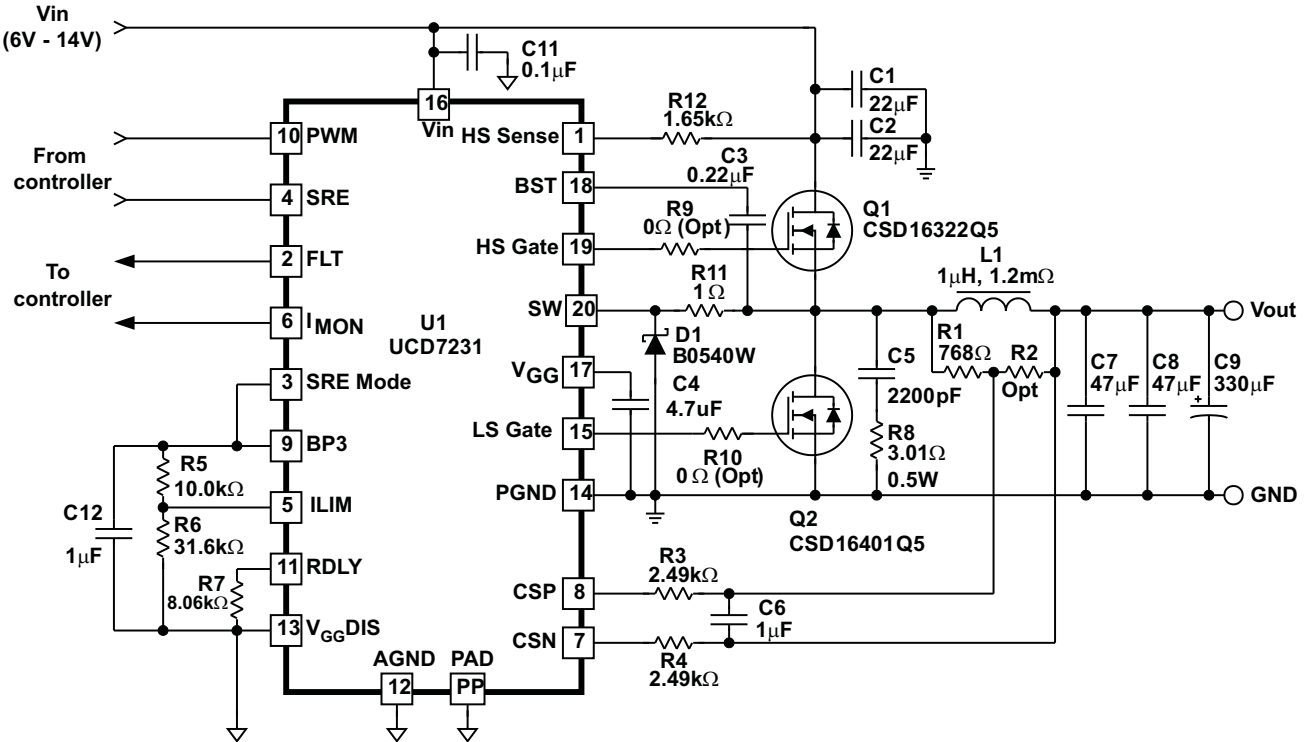 Vin
(6V - 14V)
C11
0.1μF
16
Vin
C1
22μF
C2
22μF
R12
1.65kΩ
HS Sense
1
10
PWM
From
controller
4
SRE
C3
0.22μF
BST
18
R9
0Ω (Opt)
Q1
CSD16322Q5
HS Gate
19
2
FLT
To
controller
6
IMON
L1
1μH, 1.2mΩ
R11
1 Ω
SW
20
Vout
U1
UCD7231
D1
B0540W
R1
768Ω
R2
Opt
C5
2200pF
C7
47μF
C8
47μF
C9
330μF
+
VGG
17
C4
4.7uF
3
SRE Mode
LS Gate
15
R10
0 Ω (Opt)
R8
3.01Ω
0.5W
9
BP3
R5
10.0kΩ
PGND
14
GND
5
ILIM
C12
1μF
R6
31.6kΩ
Q2
CSD16401Q5
11
RDLY
R7
8.06kΩ
R3
2.49kΩ
CSP
8
C6
1μF
13
VGGDIS
CSN
7
R4
2.49kΩ
AGND
PAD
12
PP